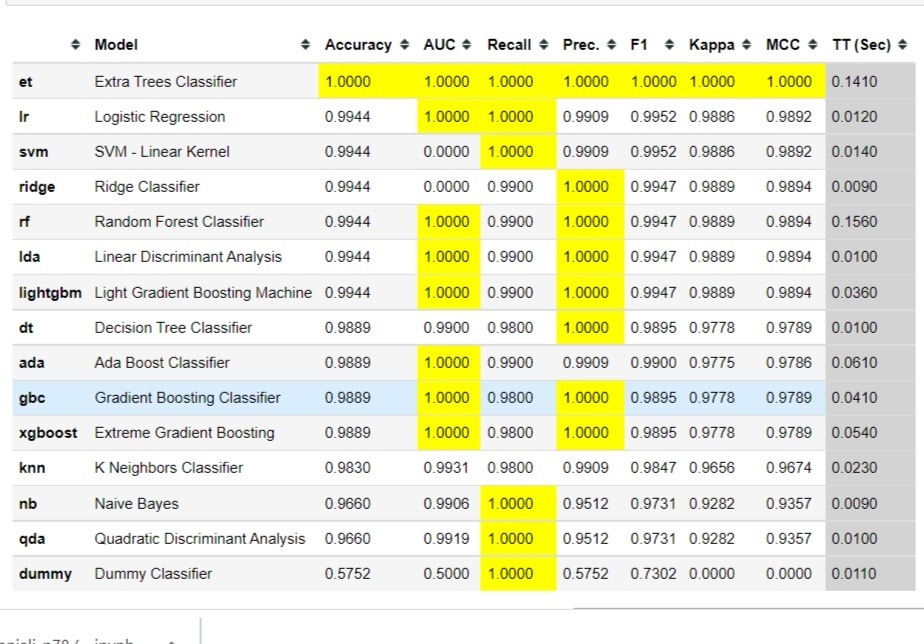 Model Accuracy AUC Recall Prec. F1 Kappa MCC TT (Sec)
et Extra Trees Classifier 1.0000 1.0000 1.0000 1.0000 1.0000 1.0000 1.0000 0.1410
lr Logistic Regression 0.9944 1.0000 1.0000 0.9909 0.9952 0.9886 0.9892 0.0120
svm SVM - Linear Kernel 0.9944 0.0000 1.0000 0.9909 0.9952 0.9886 0.9892 0.0140
ridge Ridge Classifier 0.9944 0.0000 0.9900 1.0000 0.9947 0.9889 0.9894 0.0090
rf Random Forest Classifier 0.9944 1.0000 0.9900 1.0000 0.9947 0.9889 0.9894 0.1560
lda Linear Discriminant Analysis 0.9944 1.0000 0.9900 1.0000 0.9947 0.9889 0.9894 0.0100
lightgbm Light Gradient Boosting Machine 0.9944 1.0000 0.9900 1.0000 0.9947 0.9889 0.9894 0.0360
dt Decision Tree Classifier 0.9889 0.9900 0.9800 1.0000 0.9895 0.9778 0.9789 0.0100
ada Ada Boost Classifier 0.9889 1.0000 0.9900 0.9909 0.9900 0.9775 0.9786 0.0610
gbc Gradient Boosting Classifier 0.9889 1.0000 0.9800 1.0000 0.9895 0.9778 0.9789 0.0410
xgboost Extreme Gradient Boosting 0.9889 1.0000 0.9800 1.0000 0.9895 0.9778 0.9789 0.0540
knn K Neighbors Classifier 0.9830 0.9931 0.9800 0.9909 0.9847 0.9656 0.9674 0.0230
nb Naive Bayes 0.9660 0.9906 1.0000 0.9512 0.9731 0.9282 0.9357 0.0090
qda Quadratic Discriminant Analysis 0.9660 0.9919 1.0000 0.9512 0.9731 0.9282 0.9357 0.0100
dummy Dummy Classifier 0.5752 0.5000 1.0000 0.5752 0.7302 0.0000 0.0000 0.0110